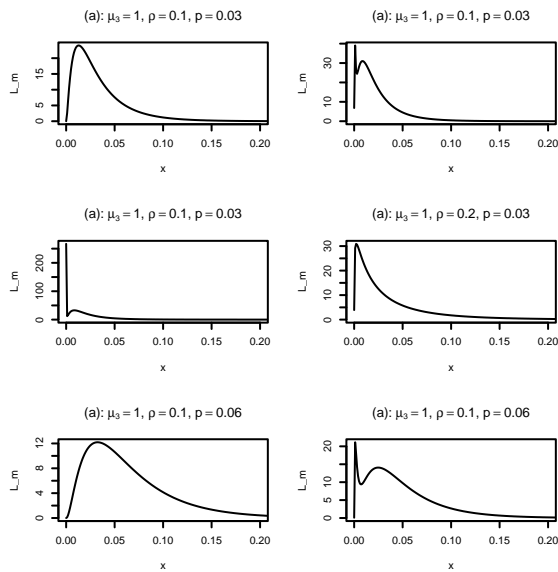 (a): μ₃ = 1, ρ = 0.1, p = 0.03
L_m
0 5 15
0.00 0.05 0.10 0.15 0.20
x
(a): μ₃ = 1, ρ = 0.1, p = 0.03
L_m
0 10 30
0.00 0.05 0.10 0.15 0.20
x
(a): μ₃ = 1, ρ = 0.1, p = 0.03
L_m
0 100 200
0.00 0.05 0.10 0.15 0.20
x
(a): μ₃ = 1, ρ = 0.2, p = 0.03
L_m
0 10 20 30
0.00 0.05 0.10 0.15 0.20
x
(a): μ₃ = 1, ρ = 0.1, p = 0.06
L_m
0 4 8 12
0.00 0.05 0.10 0.15 0.20
x
(a): μ₃ = 1, ρ = 0.1, p = 0.06
L_m
0 5 10 20
0.00 0.05 0.10 0.15 0.20
x